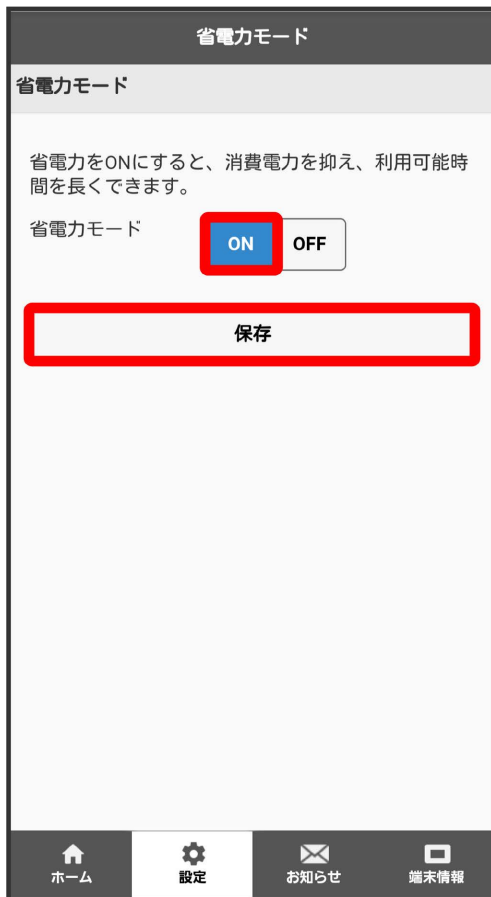 省電力モード
省電力モード
省電力をONにすると、消費電力を抑え、利用可能時
間を長くできます。
省電力モード
ON OFF
保存
ホーム 設定 お知らせ 端末情報